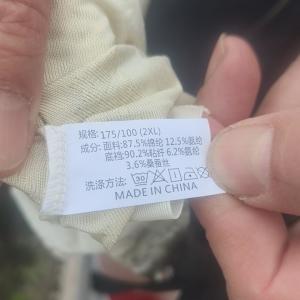 规格: 175/100 (2XL)
成分: 面料:87.5%锦纶 12.5%氨纶
底裆:90.2%粘纤 6.2%氨纶
3.6%桑蚕丝
洗涤方法: 30
MADE IN CHINA